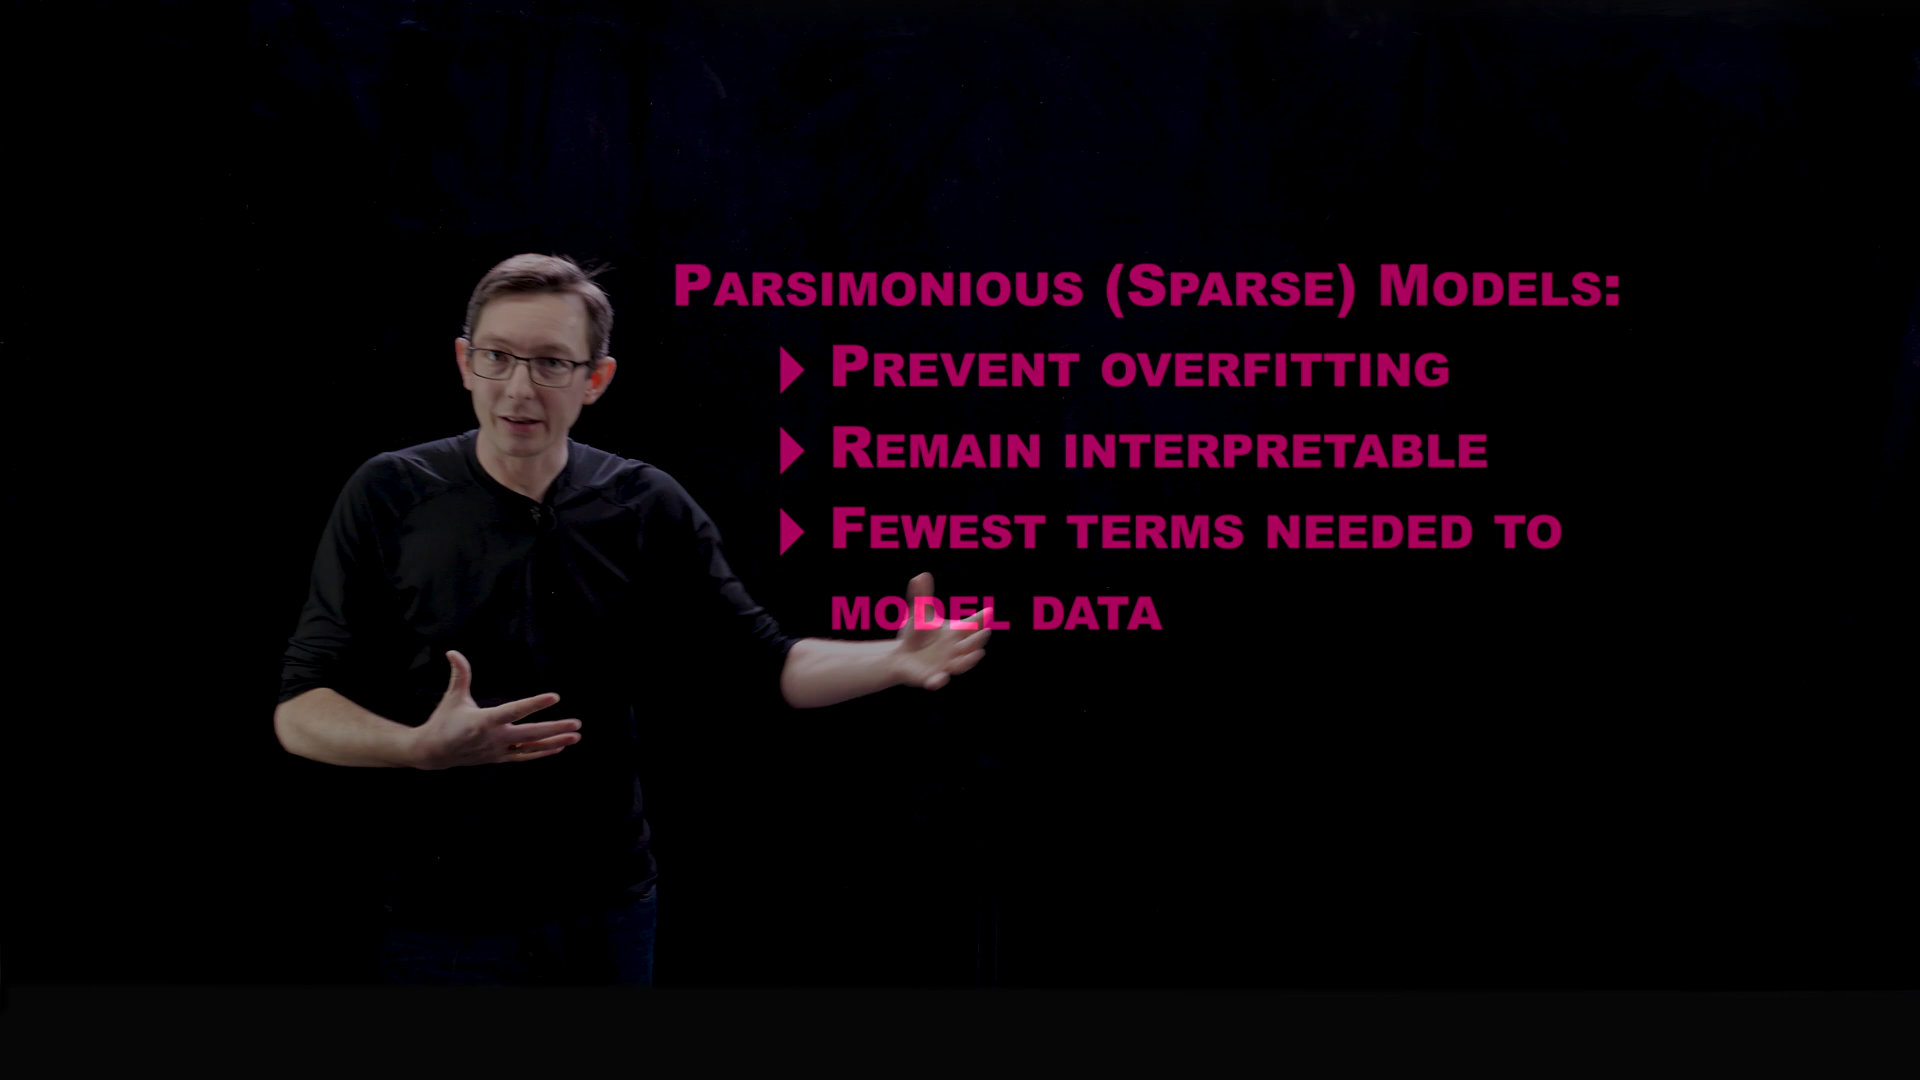 Parsimonious (Sparse) Models:
Prevent overfitting
Remain interpretable
Fewest terms needed to
model data